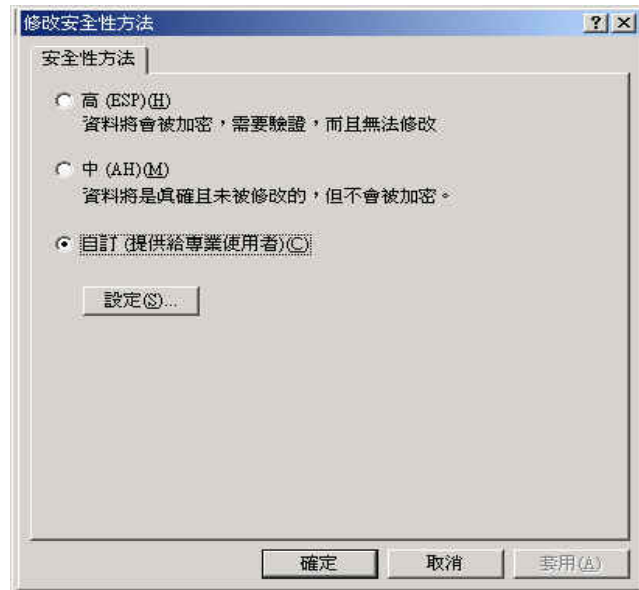 修改安全性方法
安全性方法
高 (ESP)(H)
資料將會被加密，需要驗證，而且無法修改
中 (AH)(M)
資料將是真確且未被修改的，但不會被加密。
自訂 (提供給專業使用者)(C)
設定(S)...
確定 取消 套用(A)